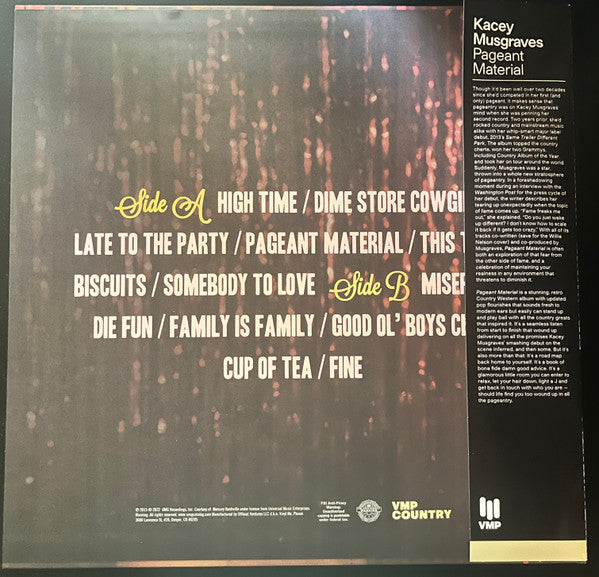 Side A HIGH TIME / DIME STORE COWGI
LATE TO THE PARTY / PAGEANT MATERIAL / THIS
BISCUITS / SOMEBODY TO LOVE Side B MISER
DIE FUN / FAMILY IS FAMILY / GOOD OL' BOYS C
CUP OF TEA / FINE
VMP
COUNTRY
Kacey
Musgraves
Pageant
Material
Though it'd been well over two decades
since she'd competed in her first (and
only) pageant, it makes sense that
pageantry was on Kacey Musgraves
mind when she was penning her
second record. Two years prior she'd
rocked country and mainstream music
alike with her whip-smart major label
debut, 2013's Same Trailer Different
Park. The album topped the country
charts, won her two Grammys,
including Country Album of the Year,
and took her on tour around the world.
Suddenly, Musgraves was a star,
thrown into a whole new stratosphere
of pageantry. In a foreshadowing
moment during an interview with the
Washington Post for the press cycle of
her debut, the writer describes her
tearing up unexpectedly when the topic
of fame comes up. "Fame freaks me
out," she explained. "Do you just wake
up different? I don't know how to scale
it back if it gets too crazy." With all of its
tracks co-written (save for the Willie
Nelson cover) and co-produced by
Musgraves, Pageant Material is often
both an exploration of that fear from
the other side of fame, and a
celebration of maintaining your
realness in any environment that
threatens to diminish it.
Pageant Material is a stunning, retro
Country Western album with updated
pop flourishes that sounds fresh to
modern ears but easily can stand up
and play ball with all the country greats
that inspired it. It's a seamless listen
from start to finish that wound up
delivering on all the promises Kacey
Musgraves' smashing debut on the
scene inferred, and then some. But it's
also more than that: It's a road map
back home to yourself. It's a book of
bone fide damn good advice. It's a
glamorous little room you can enter to
relax, let your hair down, light a J and
get back in touch with who you are —
should life find you too wound up in all
the pageantry.
VMP